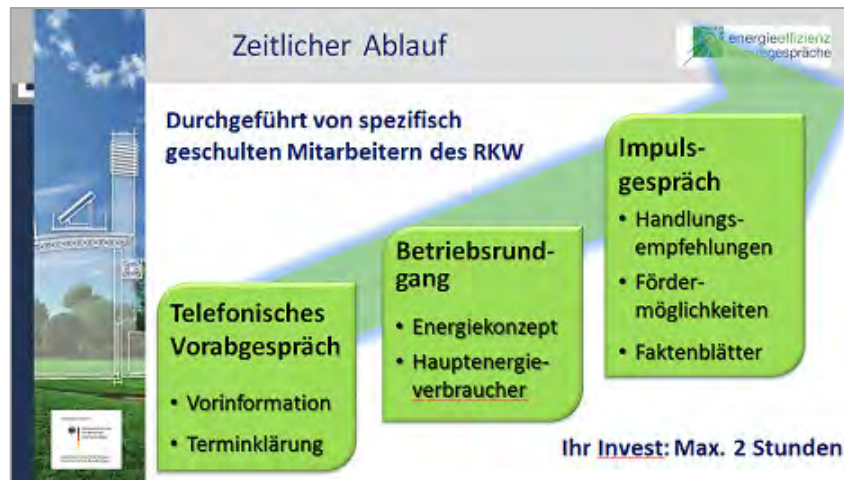 Zeitlicher Ablauf
energieeffizienz
impulsgespräche
Durchgeführt von spezifisch
geschulten Mitarbeitern des RKW
Telefonisches
Vorabgespräch
• Vorinformation
• Terminklärung
Betriebsrund-
gang
• Energiekonzept
• Hauptenergie-
verbraucher
Impuls-
gespräch
• Handlungs-
empfehlungen
• Förder-
möglichkeiten
• Faktenblätter
Ihr Invest: Max. 2 Stunden